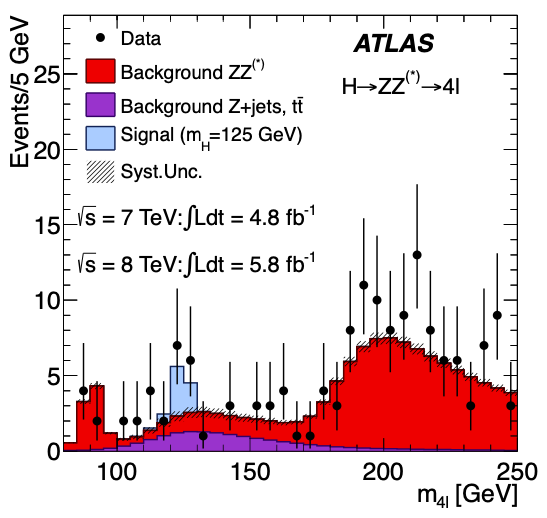 Events/5 GeV
Data
Background ZZ(*)
Background Z+jets, tt̄
Signal (mH=125 GeV)
Syst.Unc.
√s = 7 TeV:∫Ldt = 4.8 fb-1
√s = 8 TeV:∫Ldt = 5.8 fb-1
ATLAS
H→ZZ(*)→4l
25
20
15
10
5
0
100 150 200 250
m4l [GeV]